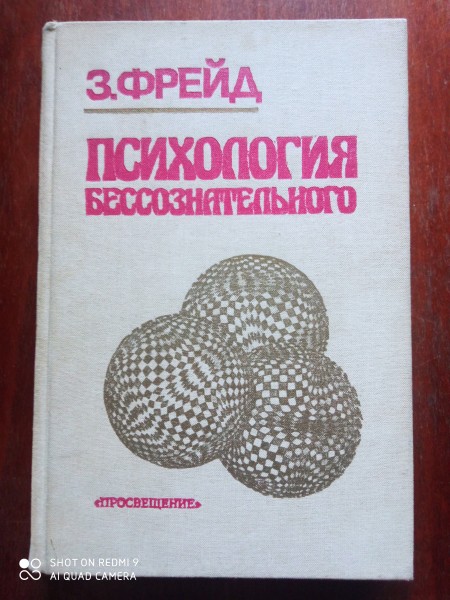 З.ФРЕЙД
ПСИХОЛОГИЯ
БЕССОЗНАТЕЛЬНОГО
«ПРОСВЕЩЕНИЕ»
SHOT ON REDMI 9
AI QUAD CAMERA